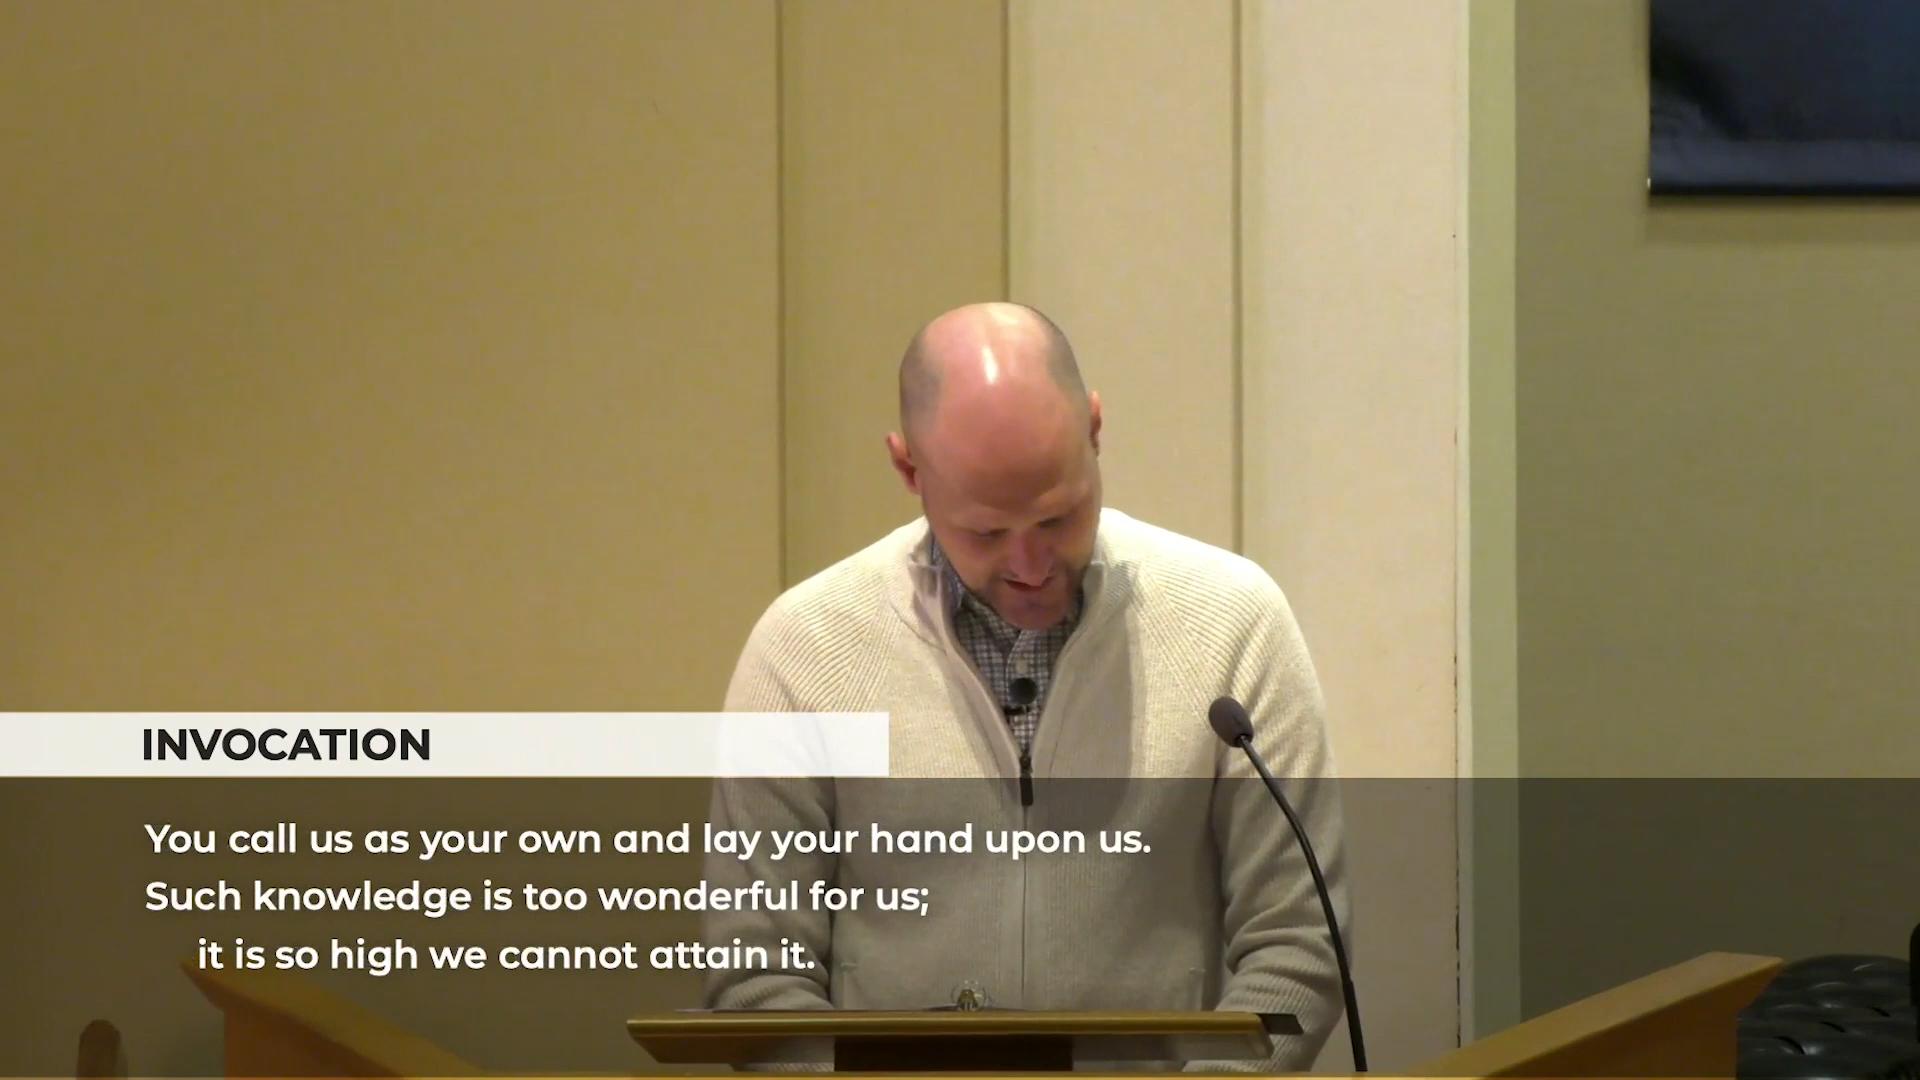 INVOCATION
You call us as your own and lay your hand upon us.
Such knowledge is too wonderful for us;
it is so high we cannot attain it.